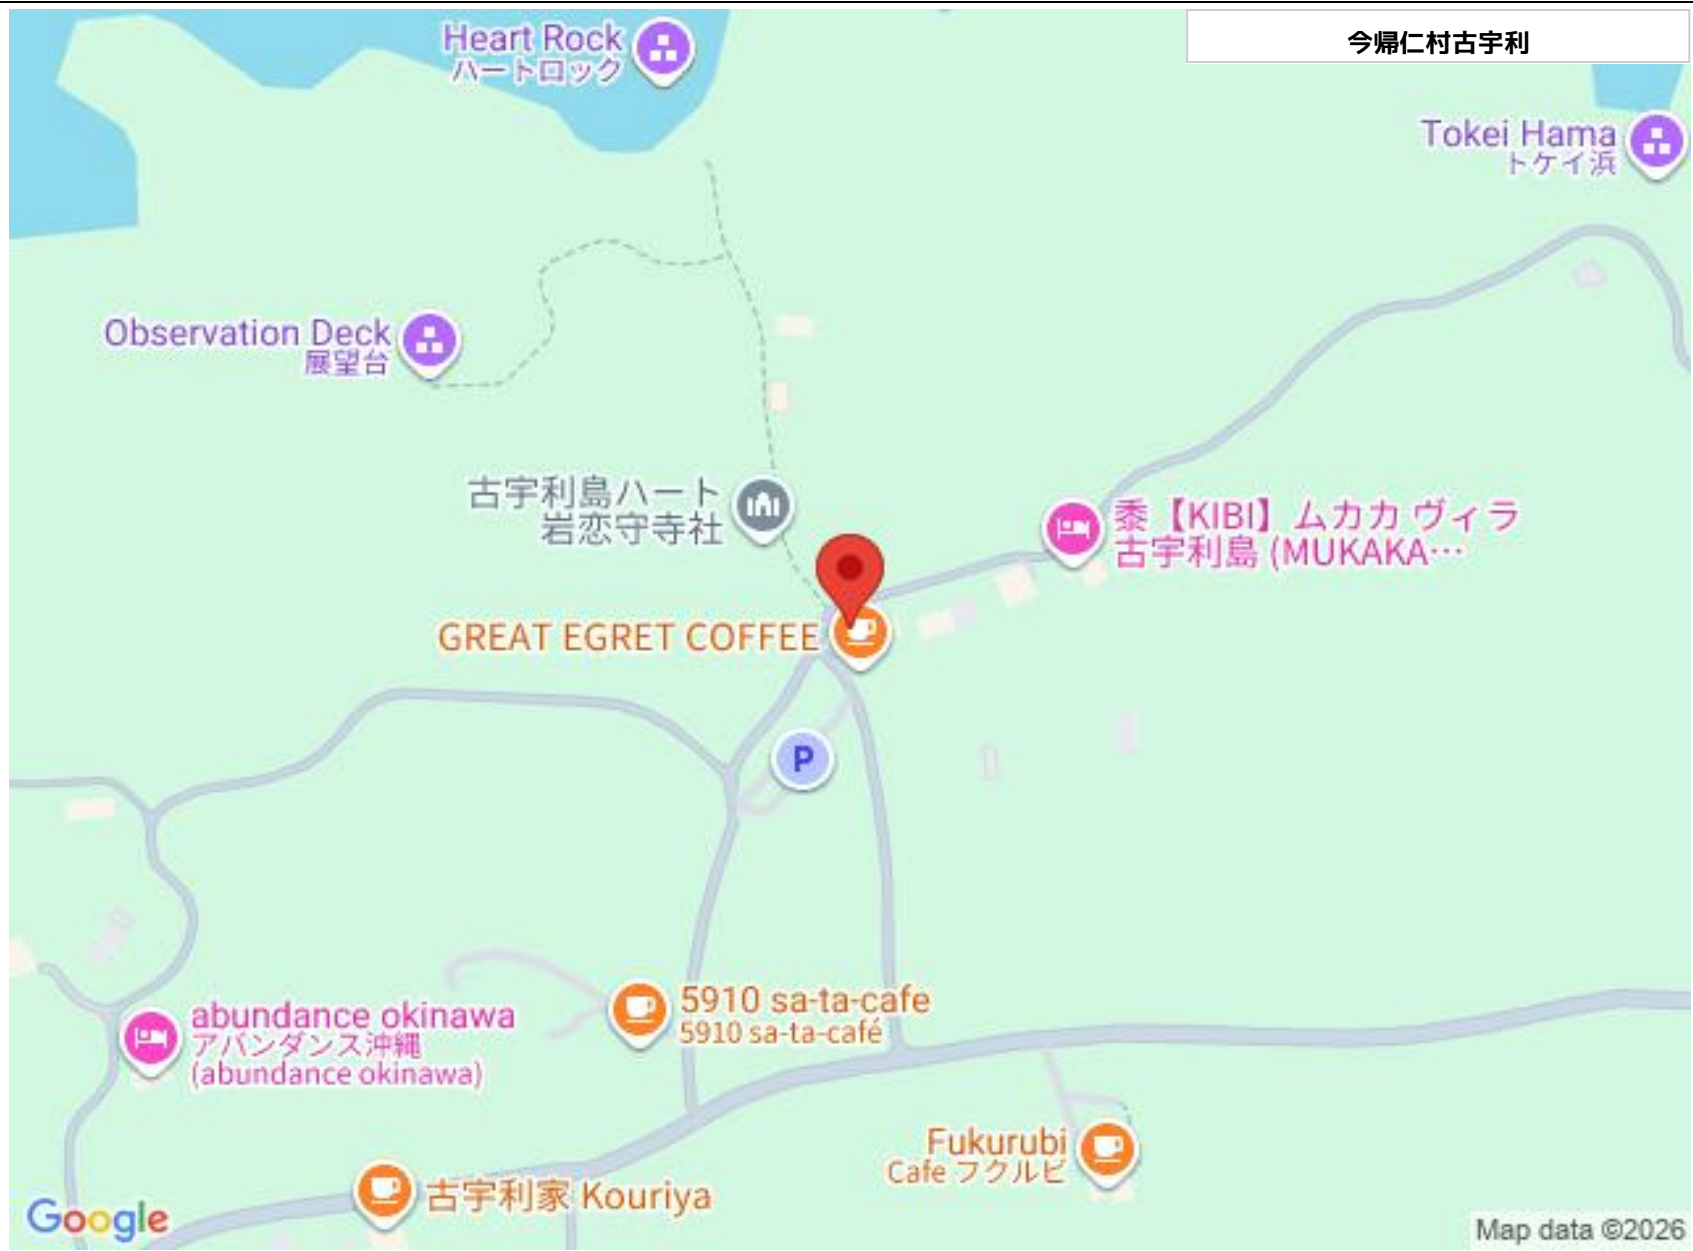 Heart Rock
ハートロック
今帰仁村古宇利
Tokei Hama
トケイ浜
Observation Deck
展望台
古宇利島ハート
岩恋守寺社
黍【KIBI】ムカカ ヴィラ
古宇利島 (MUKAKA…
GREAT EGRET COFFEE
P
5910 sa-ta-cafe
5910 sa-ta-café
abundance okinawa
アバンダンス沖縄
(abundance okinawa)
Fukurubi
Cafe フクルビ
古宇利家 Kouriya
Google
Map data ©2026